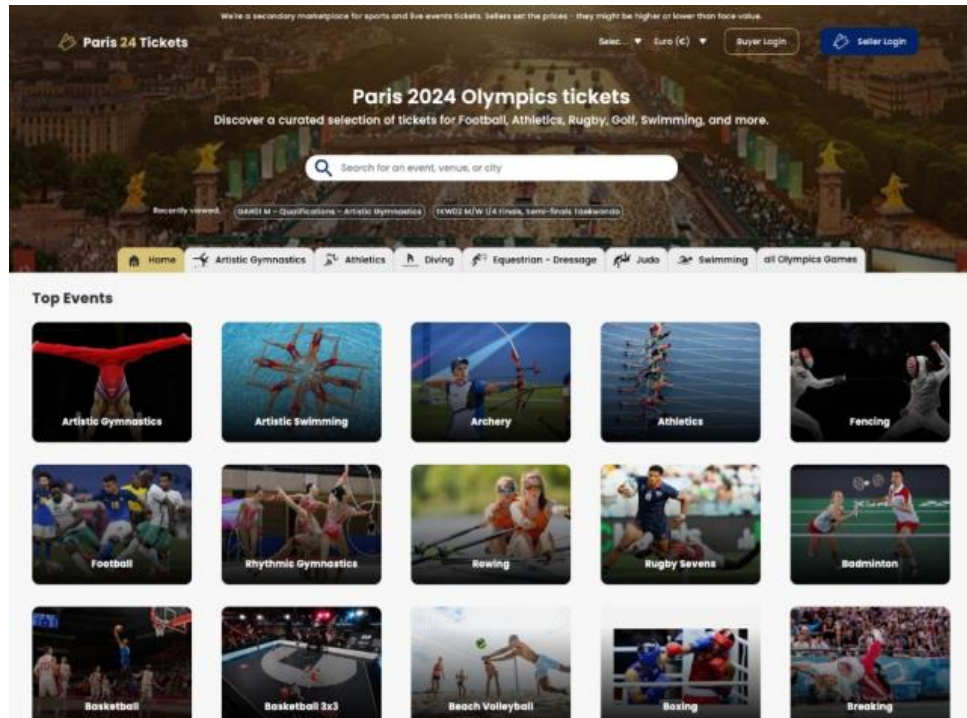 We're a secondary marketplace for sports and live events tickets. Sellers set the prices - they might be higher or lower than face value.
Paris 24 Tickets
Selec... Euro (€) Buyer Login Seller Login
Paris 2024 Olympics tickets
Discover a curated selection of tickets for Football, Athletics, Rugby, Golf, Swimming, and more.
Search for an event, venue, or city
Recently viewed: GAR01 M - Qualifications - Artistic Gymnastics TKW02 M/W 1/4 Finals, Semi-finals Taekwondo
Home Artistic Gymnastics Athletics Diving Equestrian - Dressage Judo Swimming all Olympics Games
Top Events
Artistic Gymnastics Artistic Swimming Archery Athletics Fencing
Football Rhythmic Gymnastics Rowing Rugby Sevens Badminton
Basketball Basketball 3x3 Beach Volleyball Boxing Breaking